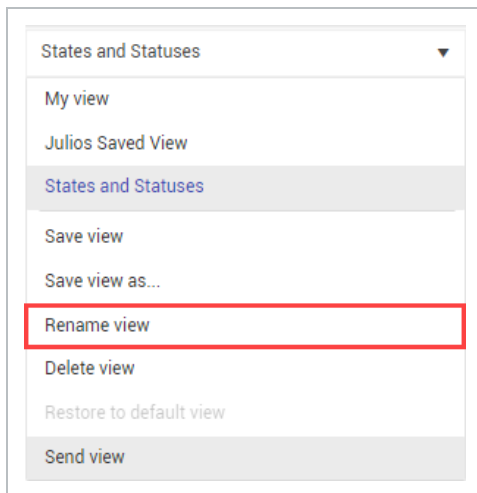 States and Statuses
My view
Julios Saved View
States and Statuses
Save view
Save view as...
Rename view
Delete view
Restore to default view
Send view